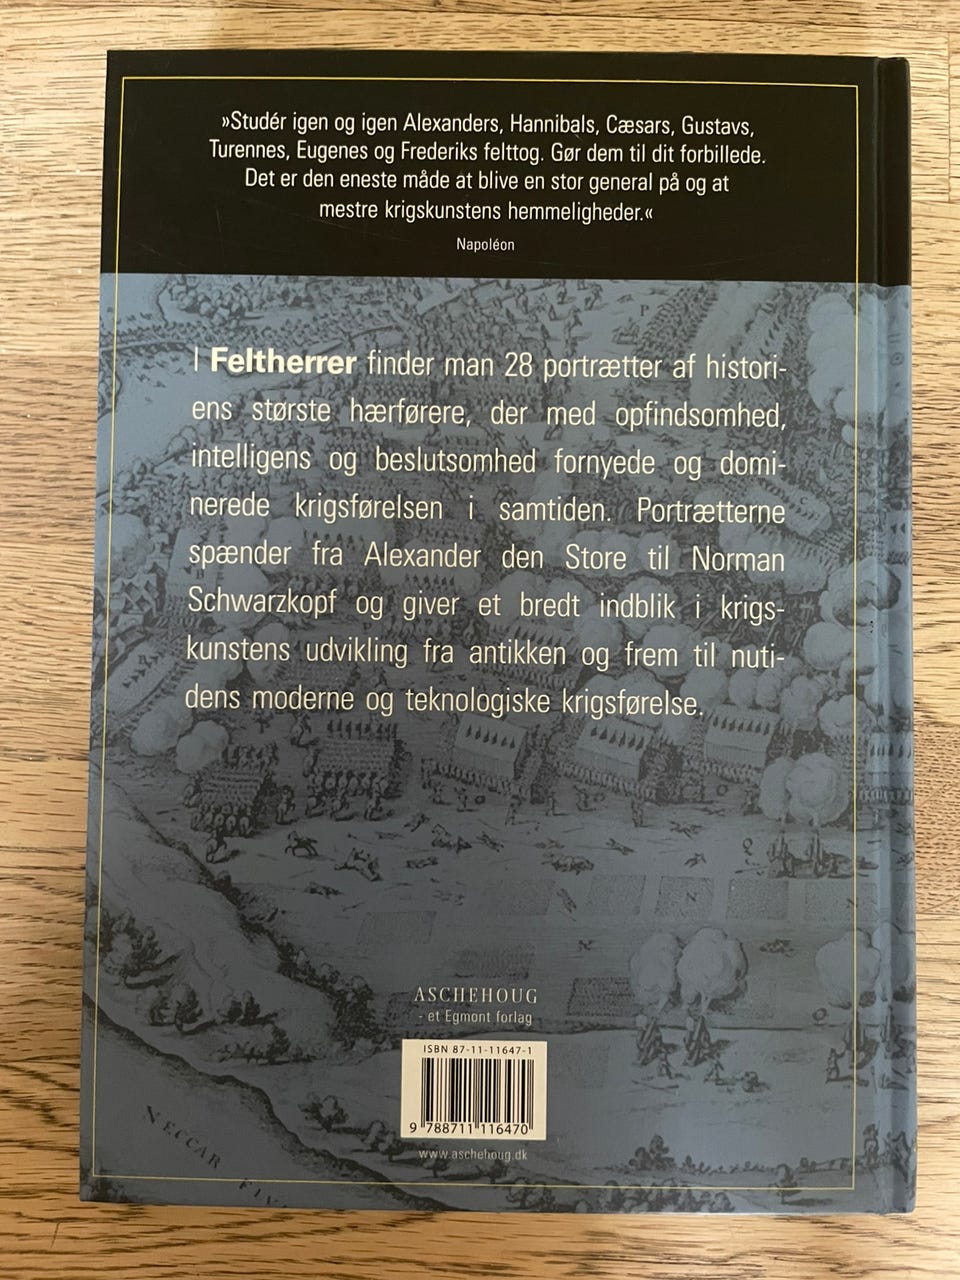 »Studér igen og igen Alexanders, Hannibals, Cæsars, Gustavs,
Turennes, Eugenes og Frederiks felttog. Gør dem til dit forbillede.
Det er den eneste måde at blive en stor general på og at
mestre krigskunstens hemmeligheder.«
Napoléon
I Feltherrer finder man 28 portrætter af histori-
ens største hærførere, der med opfindsomhed,
intelligens og beslutsomhed fornyede og domi-
nerede krigsførelsen i samtiden. Portrætterne
spænder fra Alexander den Store til Norman
Schwarzkopf og giver et bredt indblik i krigs-
kunstens udvikling fra antikken og frem til nuti-
dens moderne og teknologiske krigsførelse.
ASCHEHOUG
- et Egmont forlag
ISBN 87-11-11647-1
9 788711 116470
www.aschehoug.dk
NECCAR